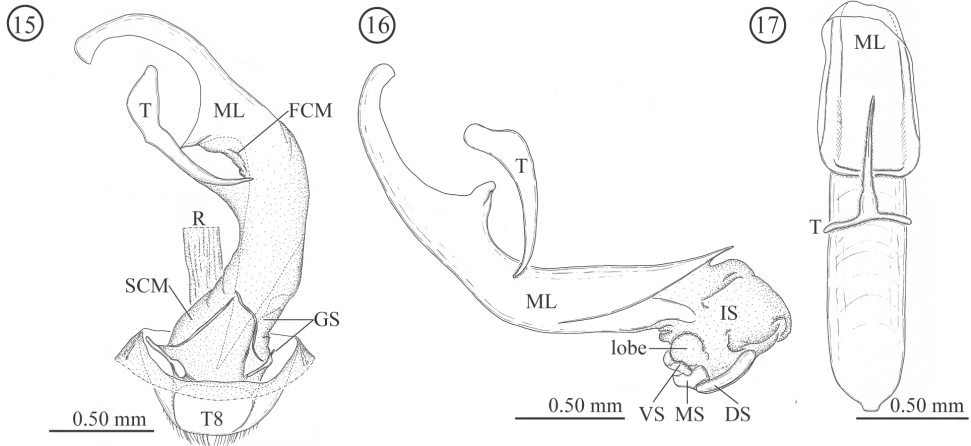 15
T
ML
FCM
R
SCM
GS
T8
0.50 mm
16
T
ML
IS
lobe
VS MS DS
0.50 mm
17
ML
T
0.50 mm